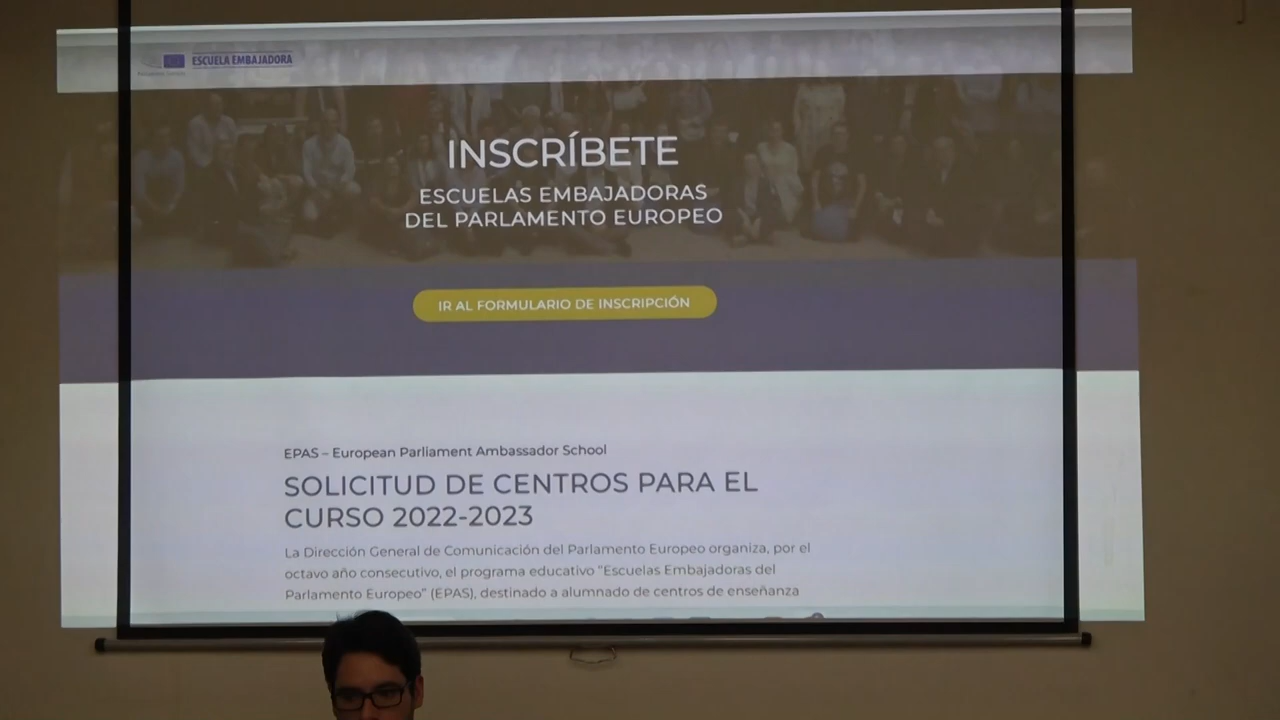 ESCUELA EMBAJADORA
INSCRÍBETE
ESCUELAS EMBAJADORAS
DEL PARLAMENTO EUROPEO
IR AL FORMULARIO DE INSCRIPCIÓN
EPAS – European Parliament Ambassador School
SOLICITUD DE CENTROS PARA EL
CURSO 2022-2023
La Dirección General de Comunicación del Parlamento Europeo organiza, por el
octavo año consecutivo, el programa educativo "Escuelas Embajadoras del
Parlamento Europeo" (EPAS), destinado a alumnado de centros de enseñanza